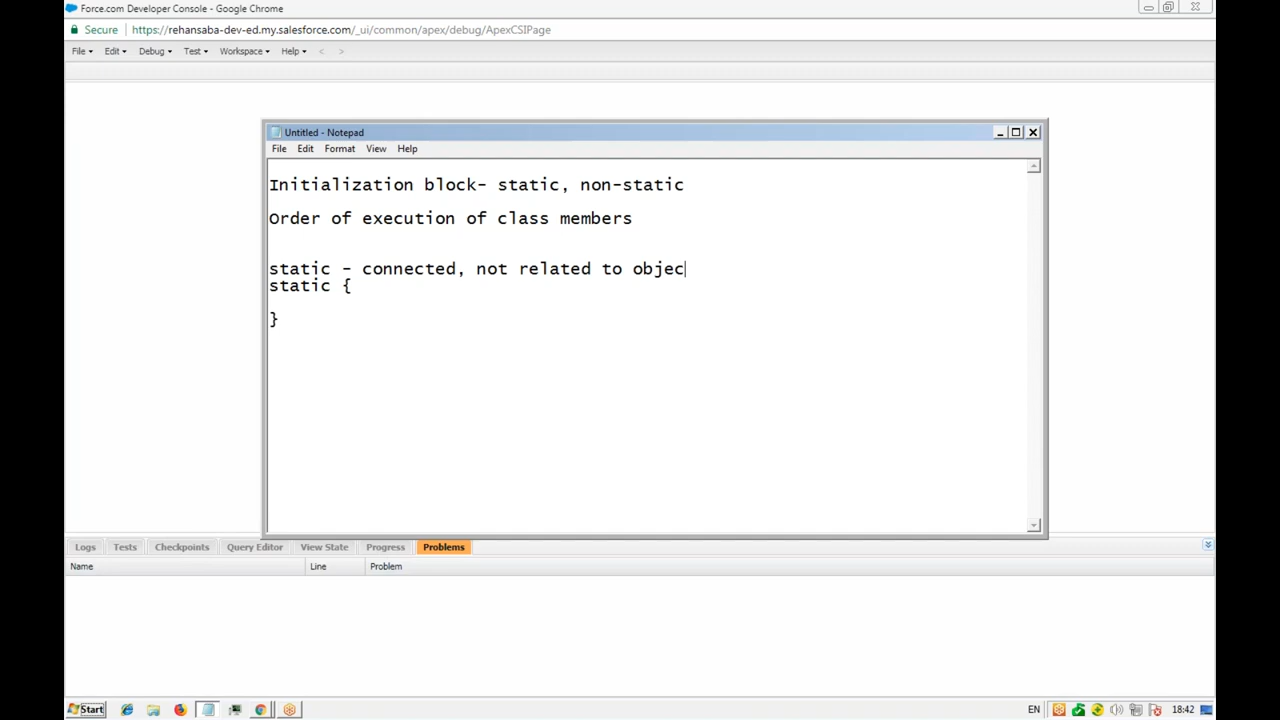 Force.com Developer Console - Google Chrome
Secure https://rehansaba-dev-ed.my.salesforce.com/_ui/common/apex/debug/ApexCSIPage
File Edit Debug Test Workspace Help < >
Untitled - Notepad
File Edit Format View Help
Initialization block- static, non-static
Order of execution of class members
static - connected, not related to objec
static {
}
Logs Tests Checkpoints Query Editor View State Progress Problems
Name Line Problem
Start EN 18:42